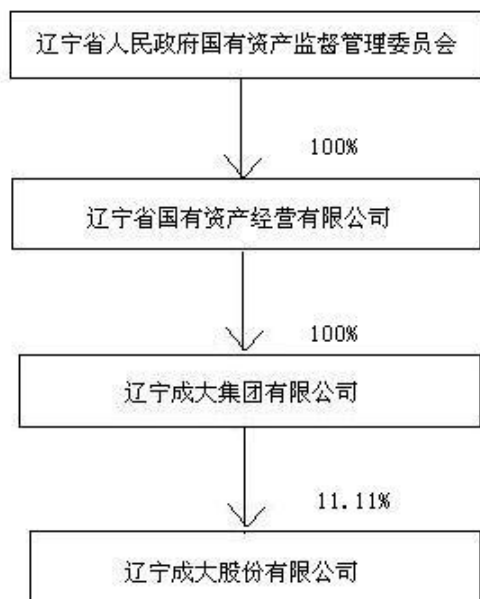 辽宁省人民政府国有资产监督管理委员会
100%
辽宁省国有资产经营有限公司
100%
辽宁成大集团有限公司
11.11%
辽宁成大股份有限公司